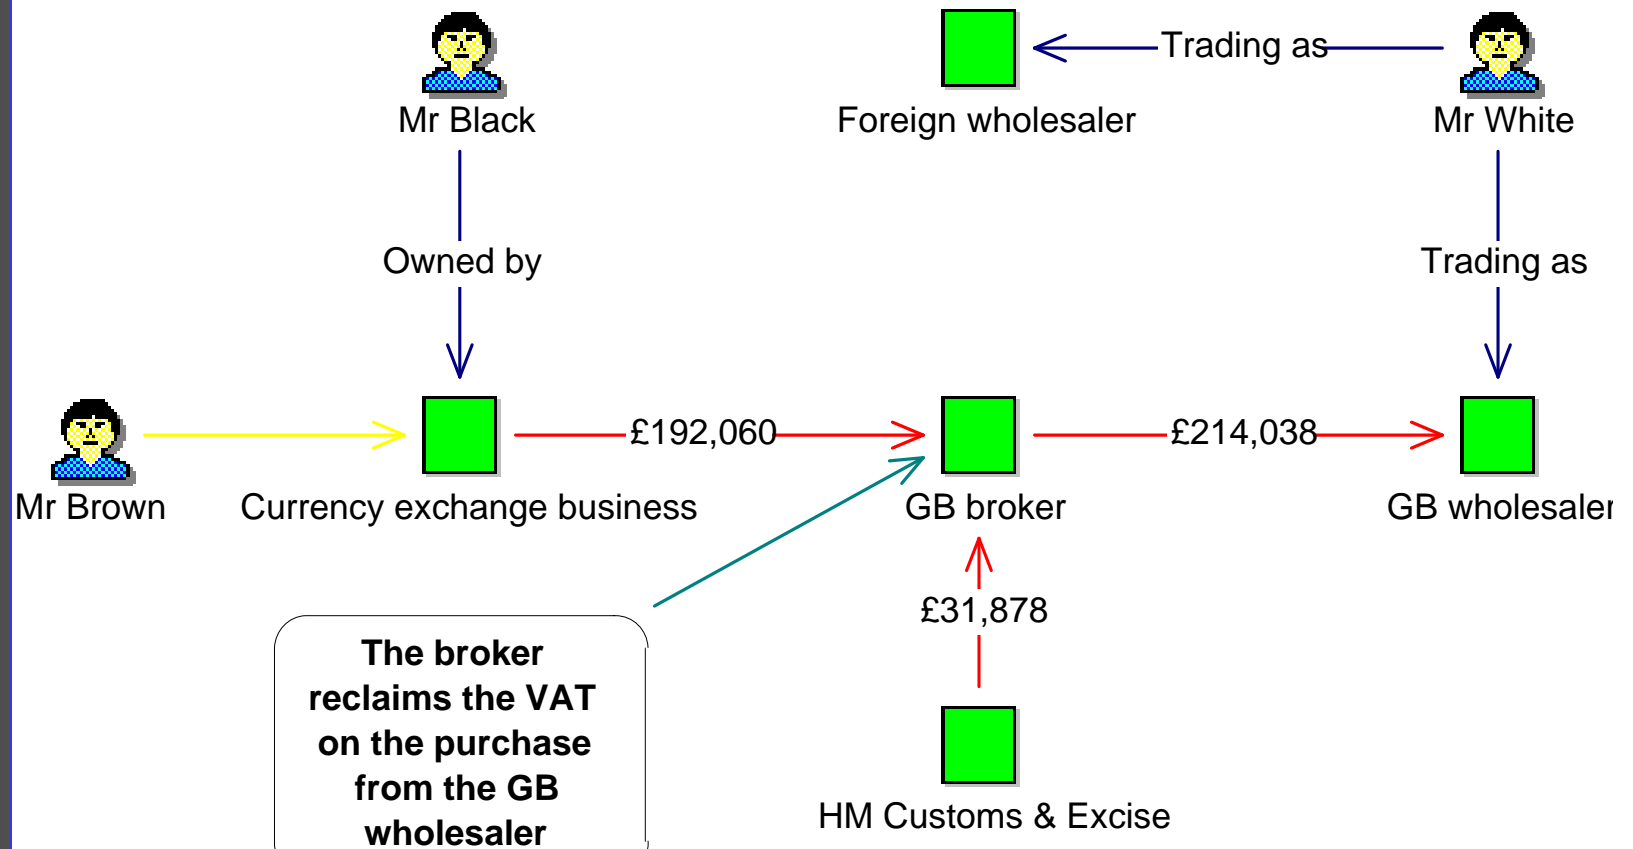 Trading as
Mr Black
Foreign wholesaler
Mr White
Owned by
Trading as
£192,060
£214,038
Mr Brown
Currency exchange business
GB broker
GB wholesaler
£31,878
The broker
reclaims the VAT
on the purchase
from the GB
wholesaler
HM Customs & Excise